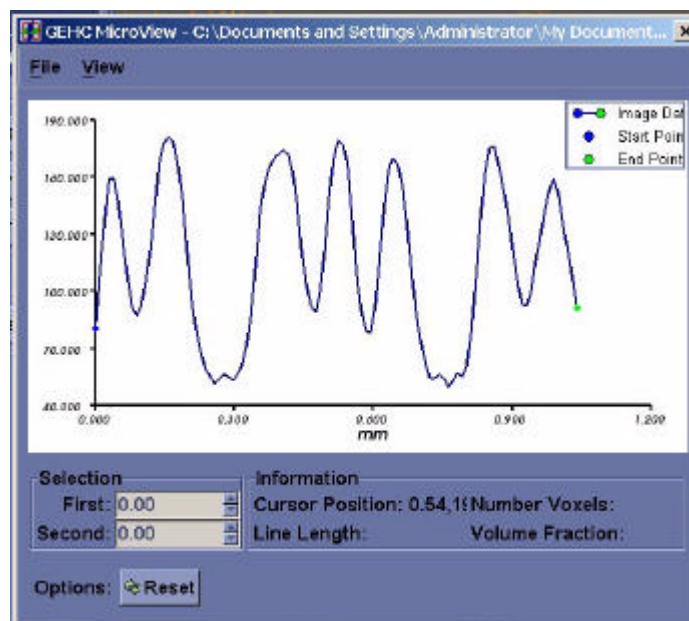 GEHC MicroView - C:\Documents and Settings\Administrator\My Document...
File View
190.000
160.000
130.000
100.000
70.000
40.000
0.000 0.300 0.600 0.900 1.200
mm
Image Dat
Start Poin
End Point
Selection
First: 0.00
Second: 0.00
Information
Cursor Position: 0.54,19 Number Voxels:
Line Length: Volume Fraction:
Options: Reset